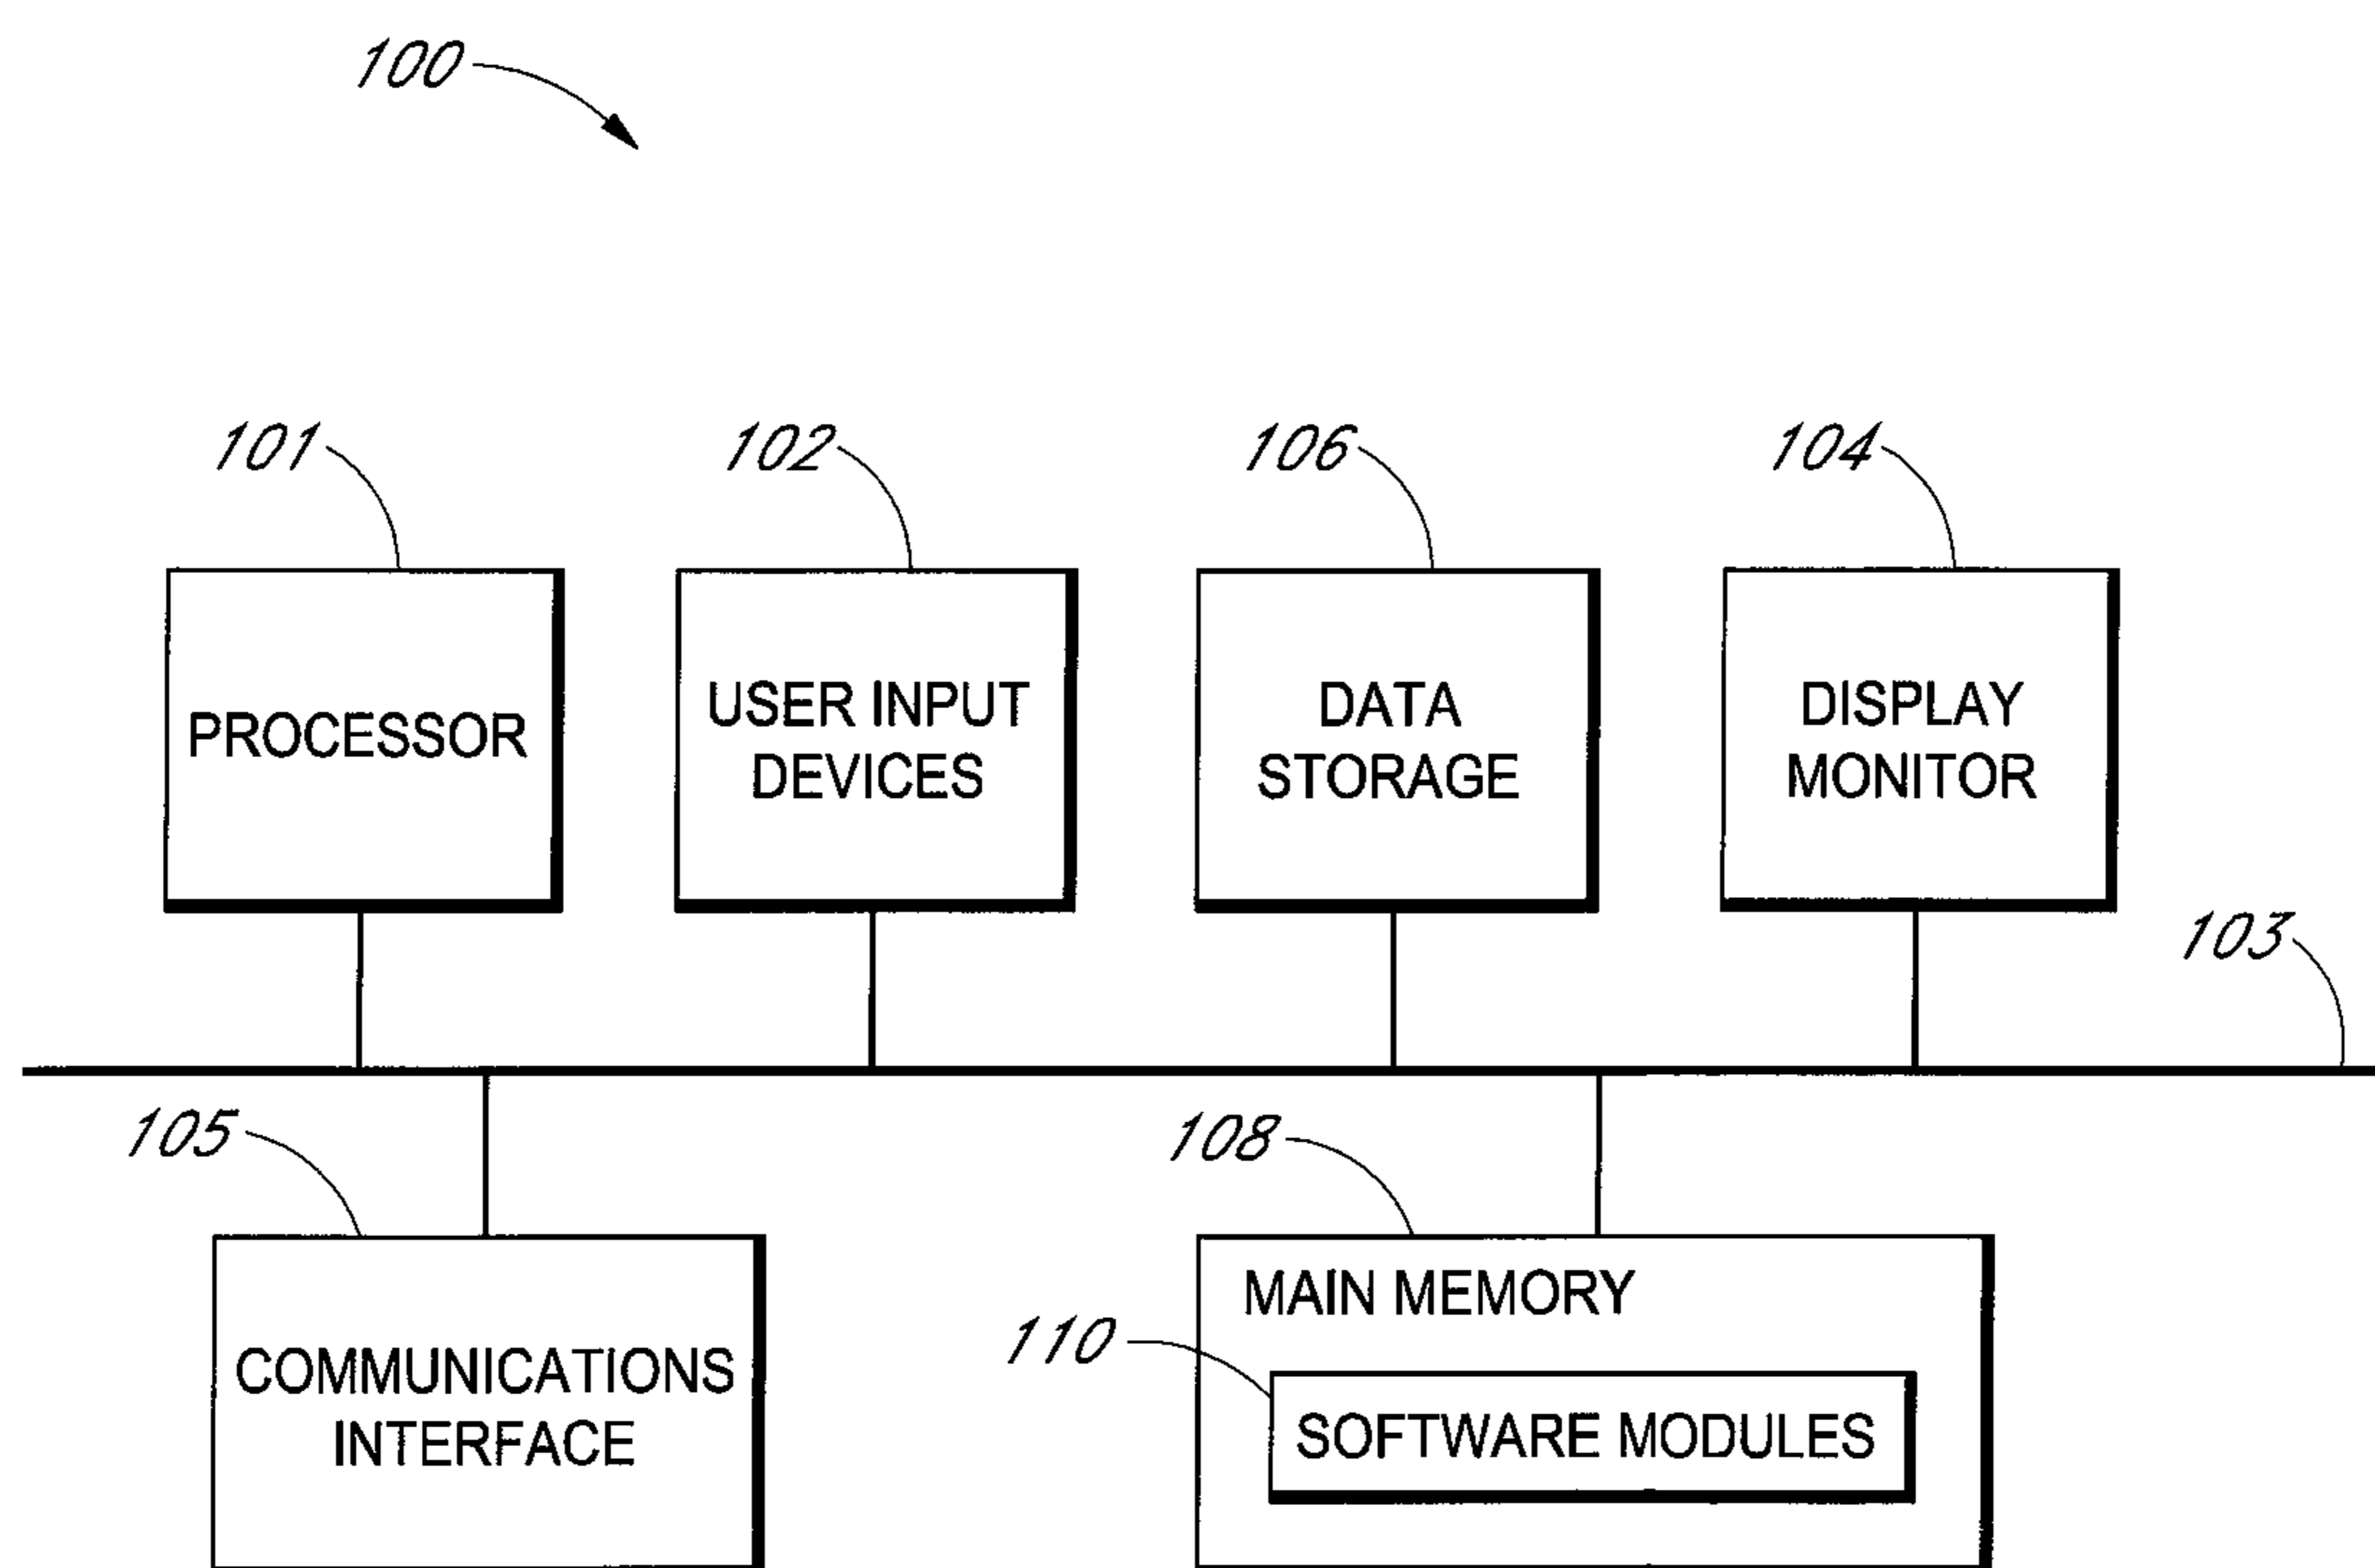 100
101
102
106
104
PROCESSOR
USER INPUT
DEVICES
DATA
STORAGE
DISPLAY
MONITOR
103
105
108
MAIN MEMORY
110
COMMUNICATIONS
INTERFACE
SOFTWARE MODULES